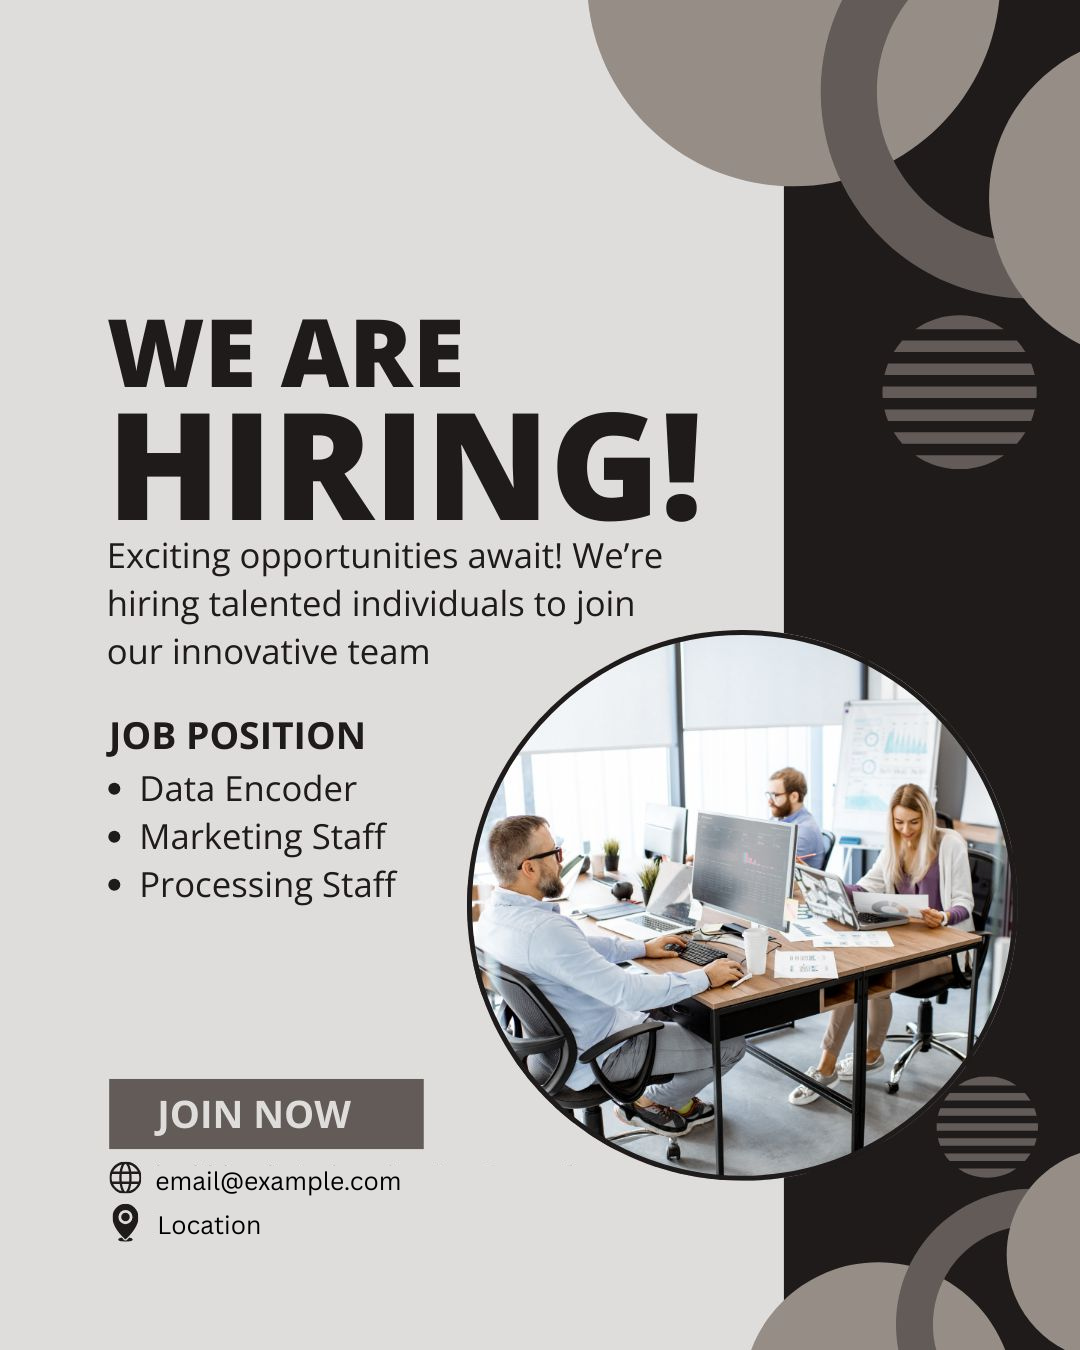 WE ARE
HIRING!
Exciting opportunities await! We’re
hiring talented individuals to join
our innovative team
JOB POSITION
• Data Encoder
• Marketing Staff
• Processing Staff
JOIN NOW
email@example.com
Location